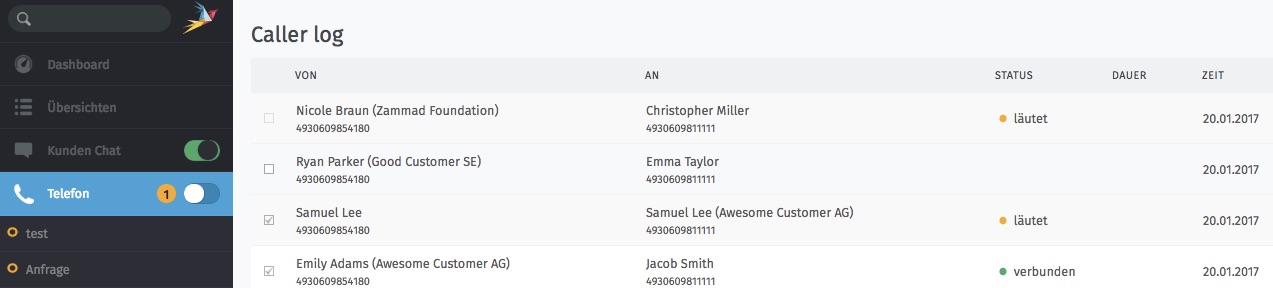 Caller log
Dashboard
Übersichten
Kunden Chat
Telefon 1
test
Anfrage
VON AN STATUS DAUER ZEIT
Nicole Braun (Zammad Foundation) Christopher Miller läutet 20.01.2017
4930609854180 4930609811111
Ryan Parker (Good Customer SE) Emma Taylor 20.01.2017
4930609854180 4930609811111
Samuel Lee Samuel Lee (Awesome Customer AG) läutet 20.01.2017
4930609854180 4930609811111
Emily Adams (Awesome Customer AG) Jacob Smith verbunden 20.01.2017
4930609854180 4930609811111